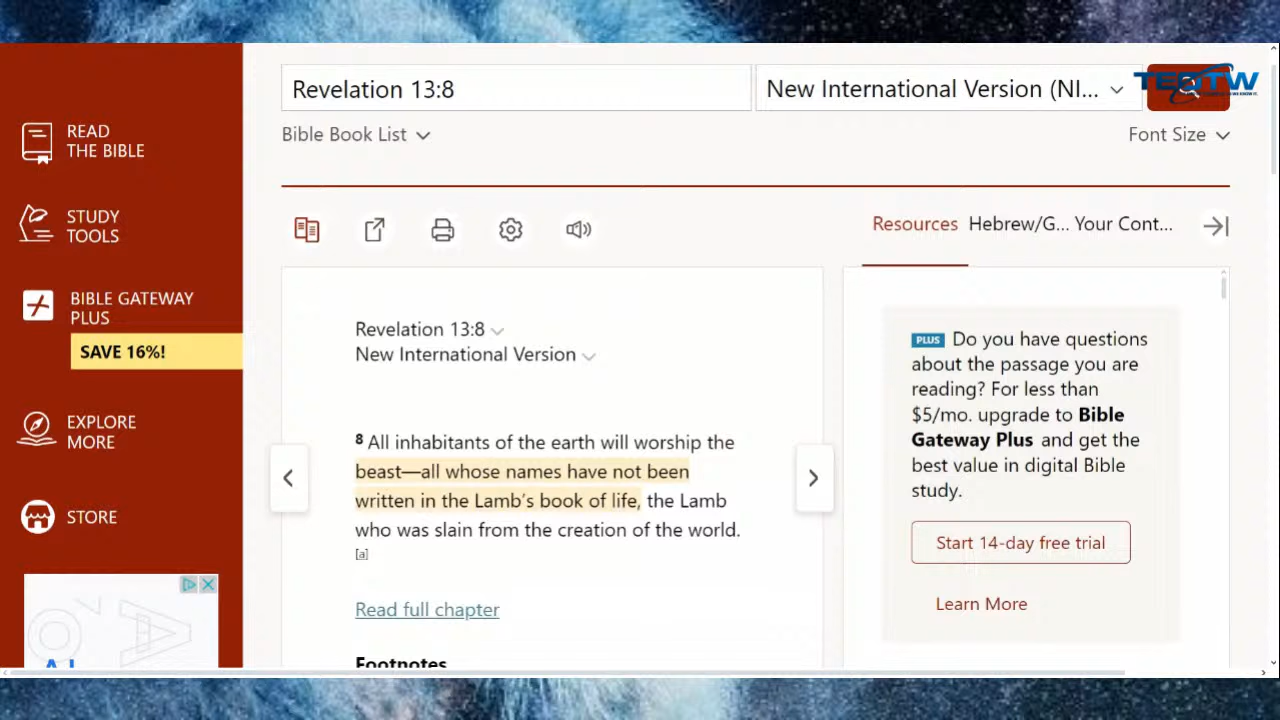 Revelation 13:8
New International Version (NI...
TEOTW
Bible Book List
Font Size
READ
THE BIBLE
STUDY
TOOLS
BIBLE GATEWAY
PLUS
SAVE 16%!
EXPLORE
MORE
STORE
Resources
Hebrew/G...
Your Cont...
Revelation 13:8
New International Version
8 All inhabitants of the earth will worship the
beast—all whose names have not been
written in the Lamb's book of life, the Lamb
who was slain from the creation of the world.
[a]
Read full chapter
Footnotes
PLUS Do you have questions
about the passage you are
reading? For less than
$5/mo. upgrade to Bible
Gateway Plus and get the
best value in digital Bible
study.
Start 14-day free trial
Learn More